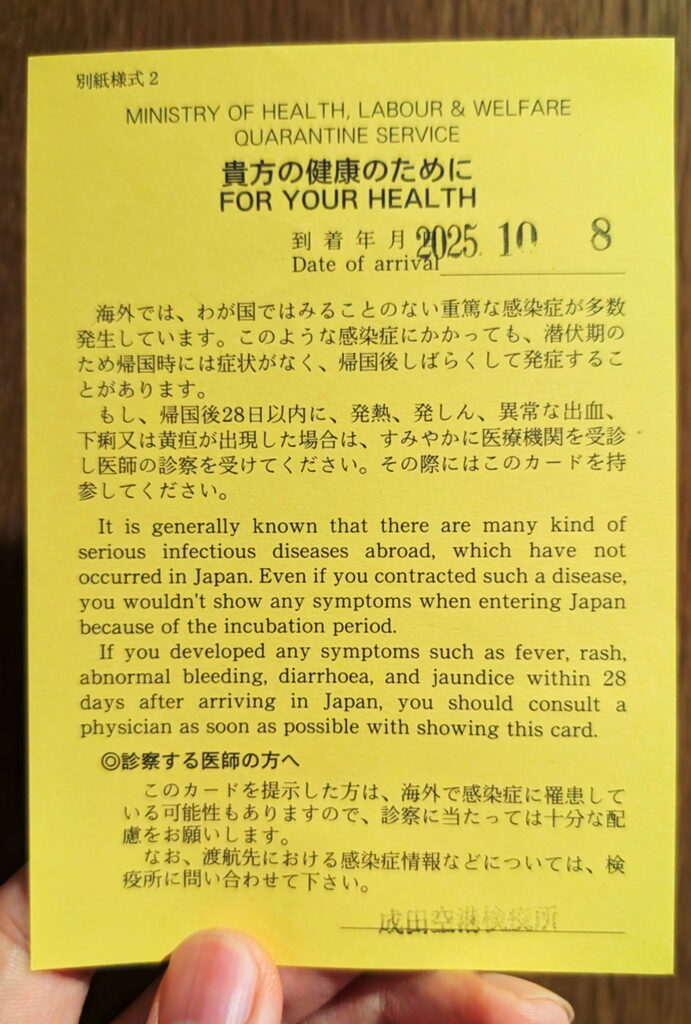 別紙様式2
MINISTRY OF HEALTH, LABOUR & WELFARE
QUARANTINE SERVICE
貴方の健康のために
FOR YOUR HEALTH
到着年月 2025. 10 8
Date of arrival
海外では、わが国ではみることのない重篤な感染症が多数
発生しています。このような感染症にかかっても、潜伏期の
ため帰国時には症状がなく、帰国後しばらくして発症するこ
とがあります。
もし、帰国後28日以内に、発熱、発しん、異常な出血、
下痢又は黄疸が出現した場合は、すみやかに医療機関を受診
し医師の診察を受けてください。その際にはこのカードを持
参してください。
It is generally known that there are many kind of
serious infectious diseases abroad, which have not
occurred in Japan. Even if you contracted such a disease,
you wouldn't show any symptoms when entering Japan
because of the incubation period.
If you developed any symptoms such as fever, rash,
abnormal bleeding, diarrhoea, and jaundice within 28
days after arriving in Japan, you should consult a
physician as soon as possible with showing this card.
◎診察する医師の方へ
このカードを提示した方は、海外で感染症に罹患して
いる可能性もありますので、診察に当たっては十分な配
慮をお願いします。
なお、渡航先における感染症情報などについては、検
疫所に問い合わせて下さい。
成田空港検疫所